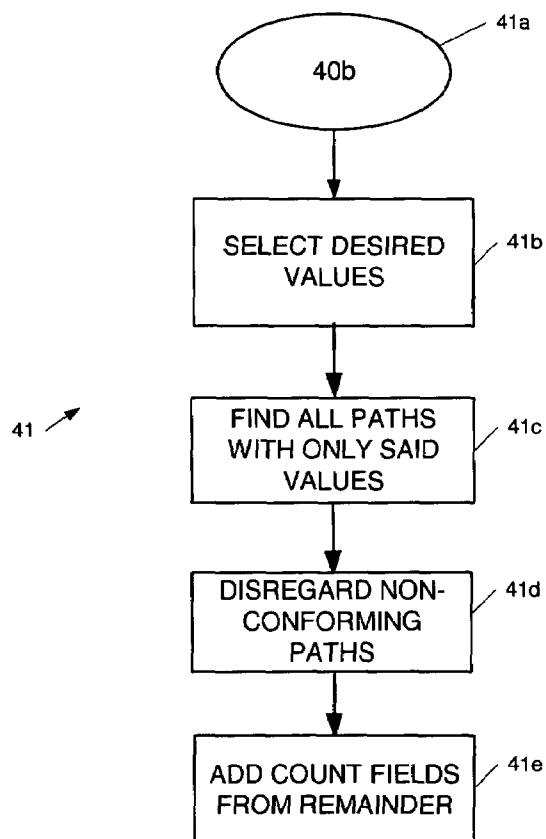 41a
40b
SELECT DESIRED
VALUES
41b
41
FIND ALL PATHS
WITH ONLY SAID
VALUES
41c
DISREGARD NON-
CONFORMING
PATHS
41d
ADD COUNT FIELDS
FROM REMAINDER
41e